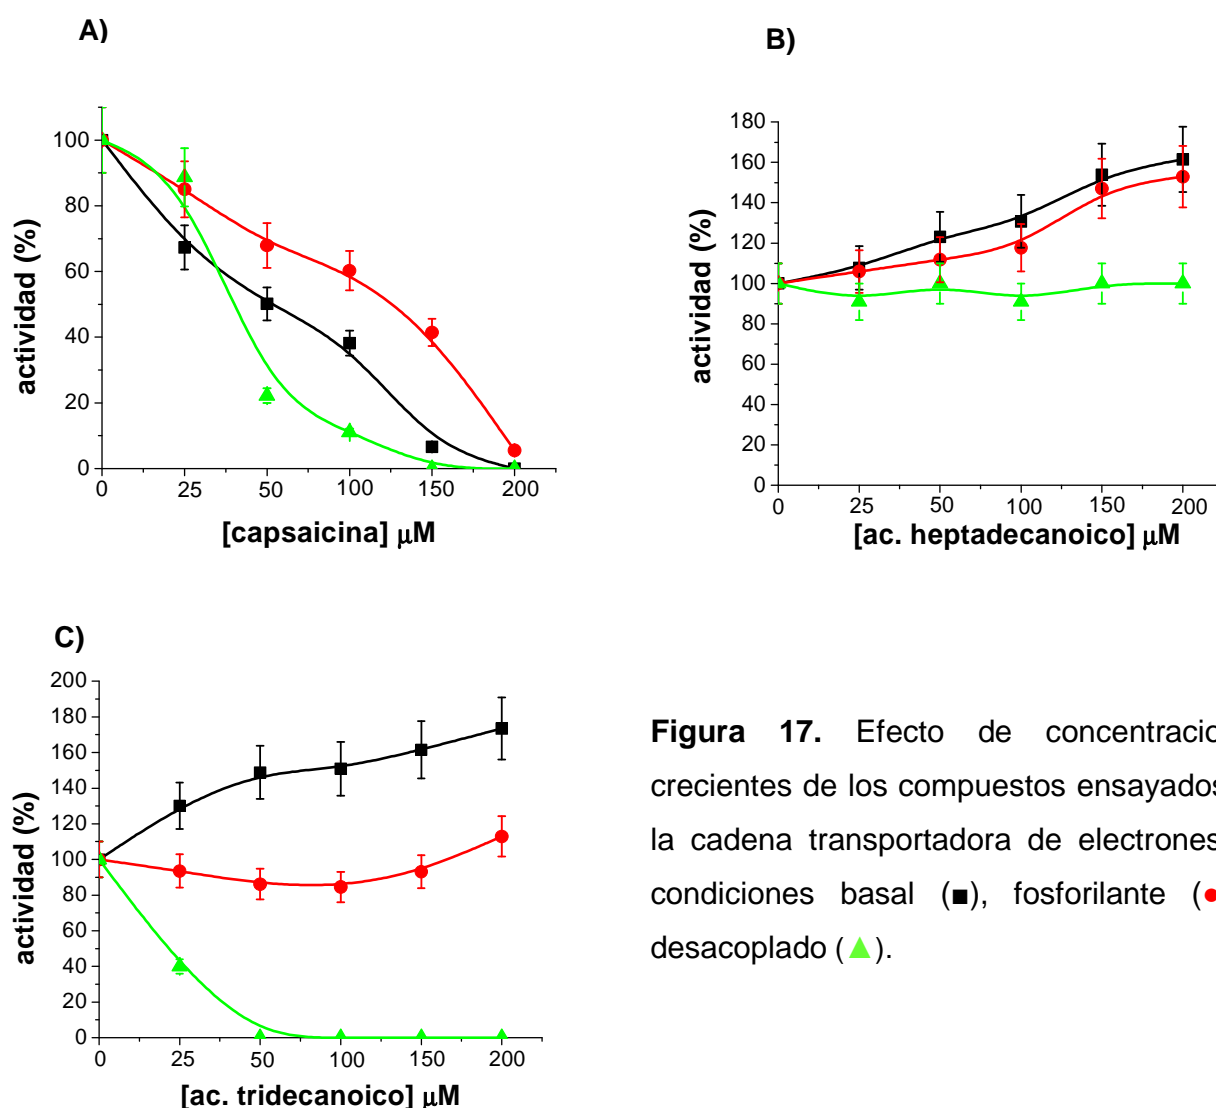 A)
100
80
60
40
20
0
actividad (%)
0 25 50 100 150 200
[capsaicina] μM
B)
180
160
140
120
100
80
60
40
20
0
actividad (%)
0 25 50 100 150 200
[ac. heptadecanoico] μM
C)
200
180
160
140
120
100
80
60
40
20
0
actividad (%)
0 25 50 100 150 200
[ac. tridecanoico] μM
Figura 17. Efecto de concentracio
crecientes de los compuestos ensayados
la cadena transportadora de electrones
condiciones basal (■), fosforilante (●
desacoplado (▲).